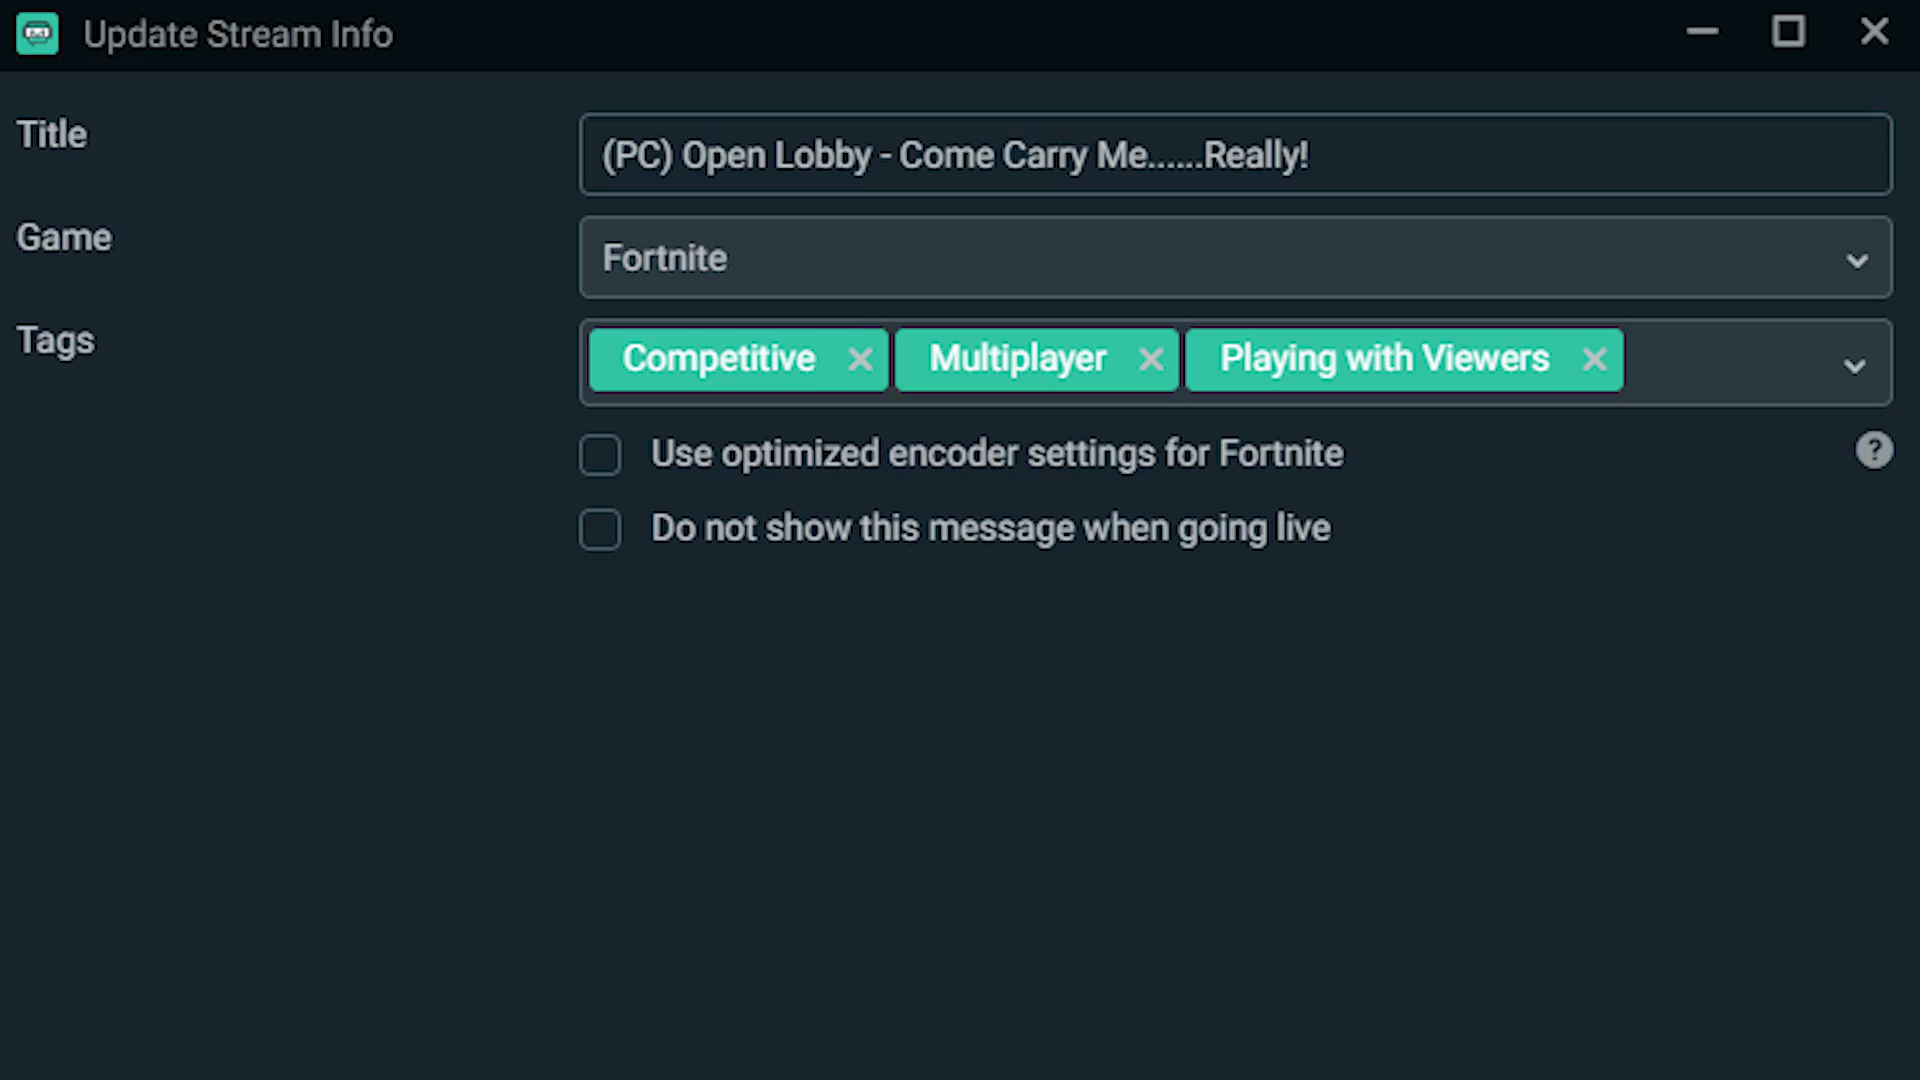 Update Stream Info
Title
(PC) Open Lobby - Come Carry Me......Really!
Game
Fortnite
Tags
Competitive
Multiplayer
Playing with Viewers
Use optimized encoder settings for Fortnite
?
Do not show this message when going live